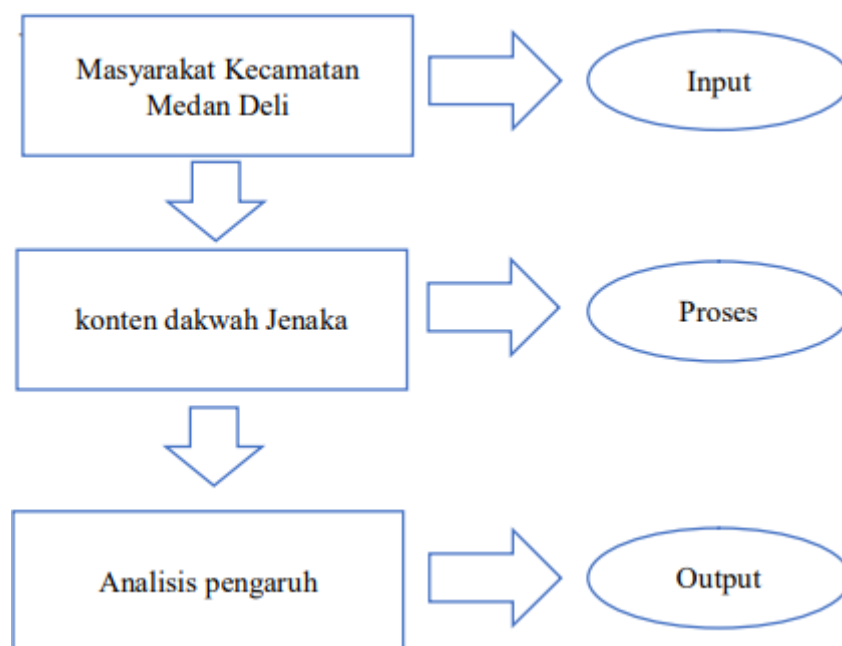 Masyarakat Kecamatan
Medan Deli
Input
konten dakwah Jenaka
Proses
Analisis pengaruh
Output